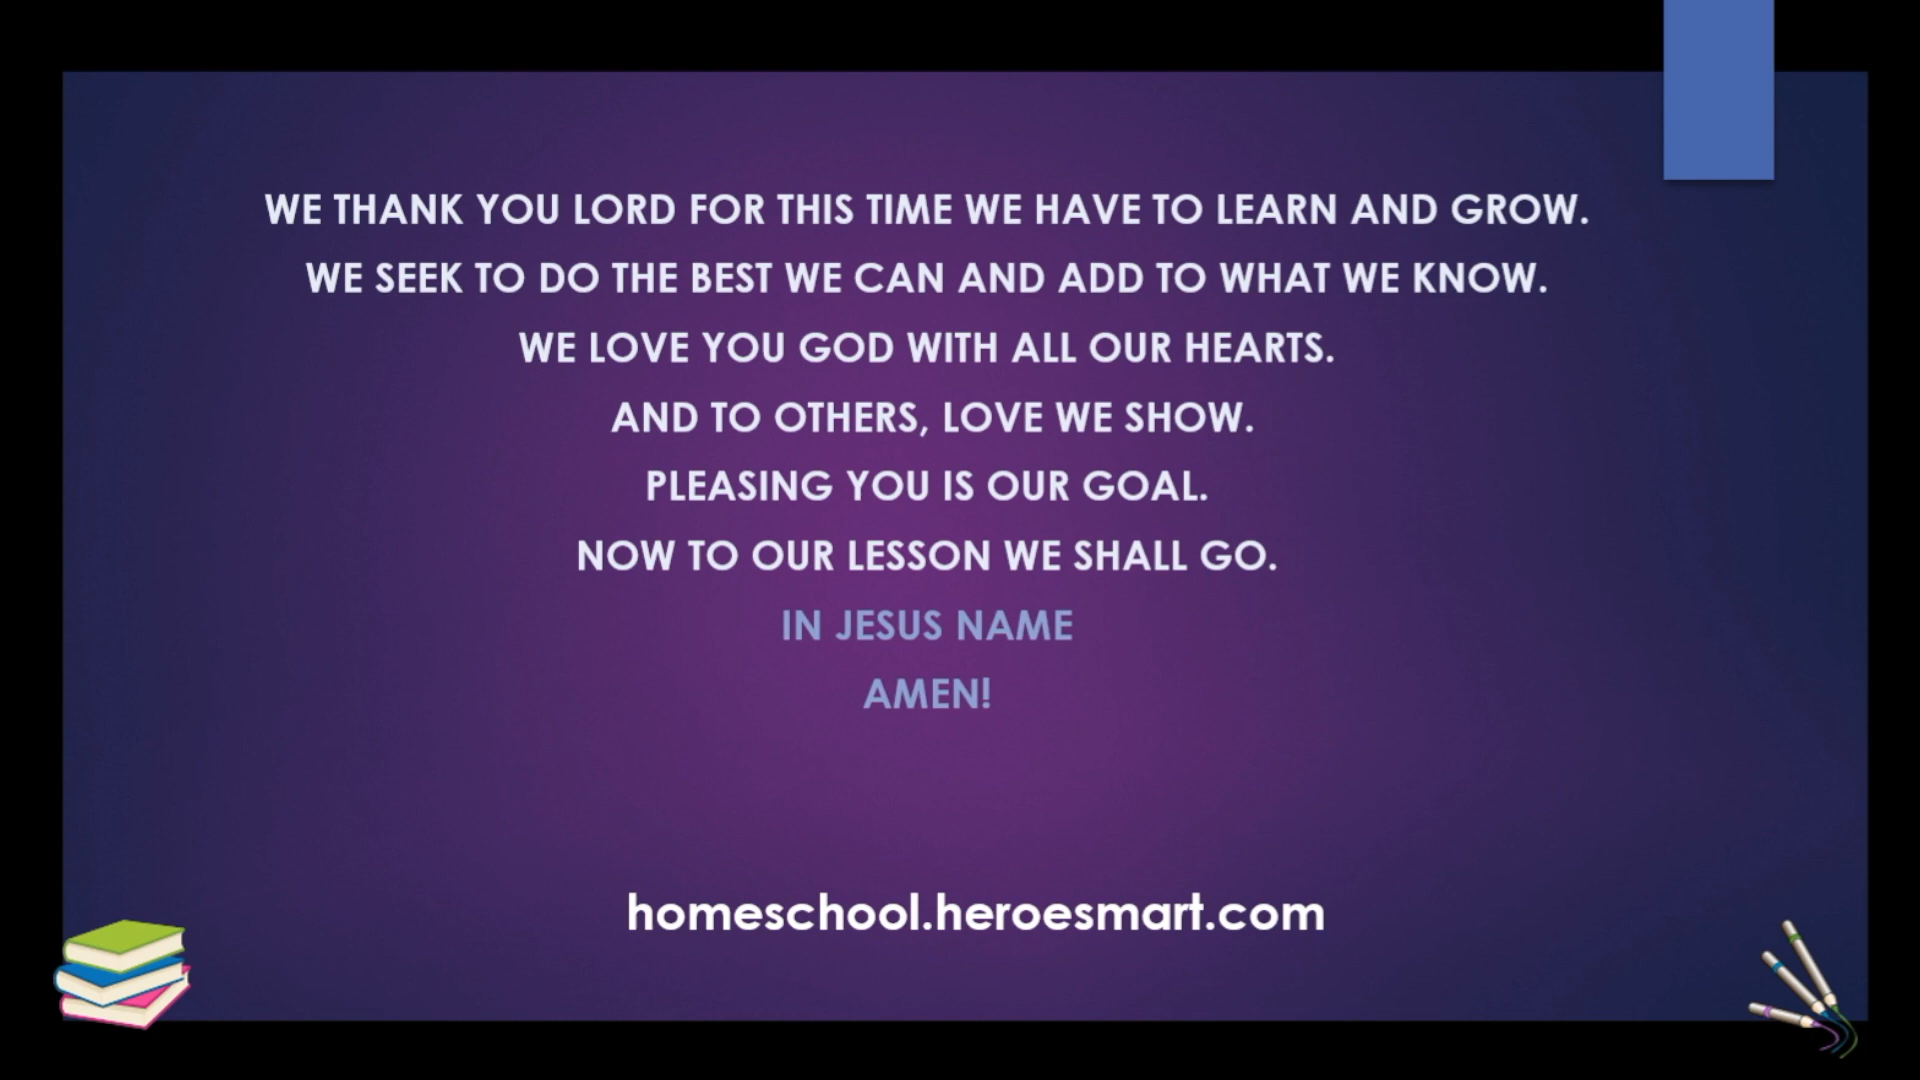 WE THANK YOU LORD FOR THIS TIME WE HAVE TO LEARN AND GROW.
WE SEEK TO DO THE BEST WE CAN AND ADD TO WHAT WE KNOW.
WE LOVE YOU GOD WITH ALL OUR HEARTS.
AND TO OTHERS, LOVE WE SHOW.
PLEASING YOU IS OUR GOAL.
NOW TO OUR LESSON WE SHALL GO.
IN JESUS NAME
AMEN!
homeschool.heroesmart.com